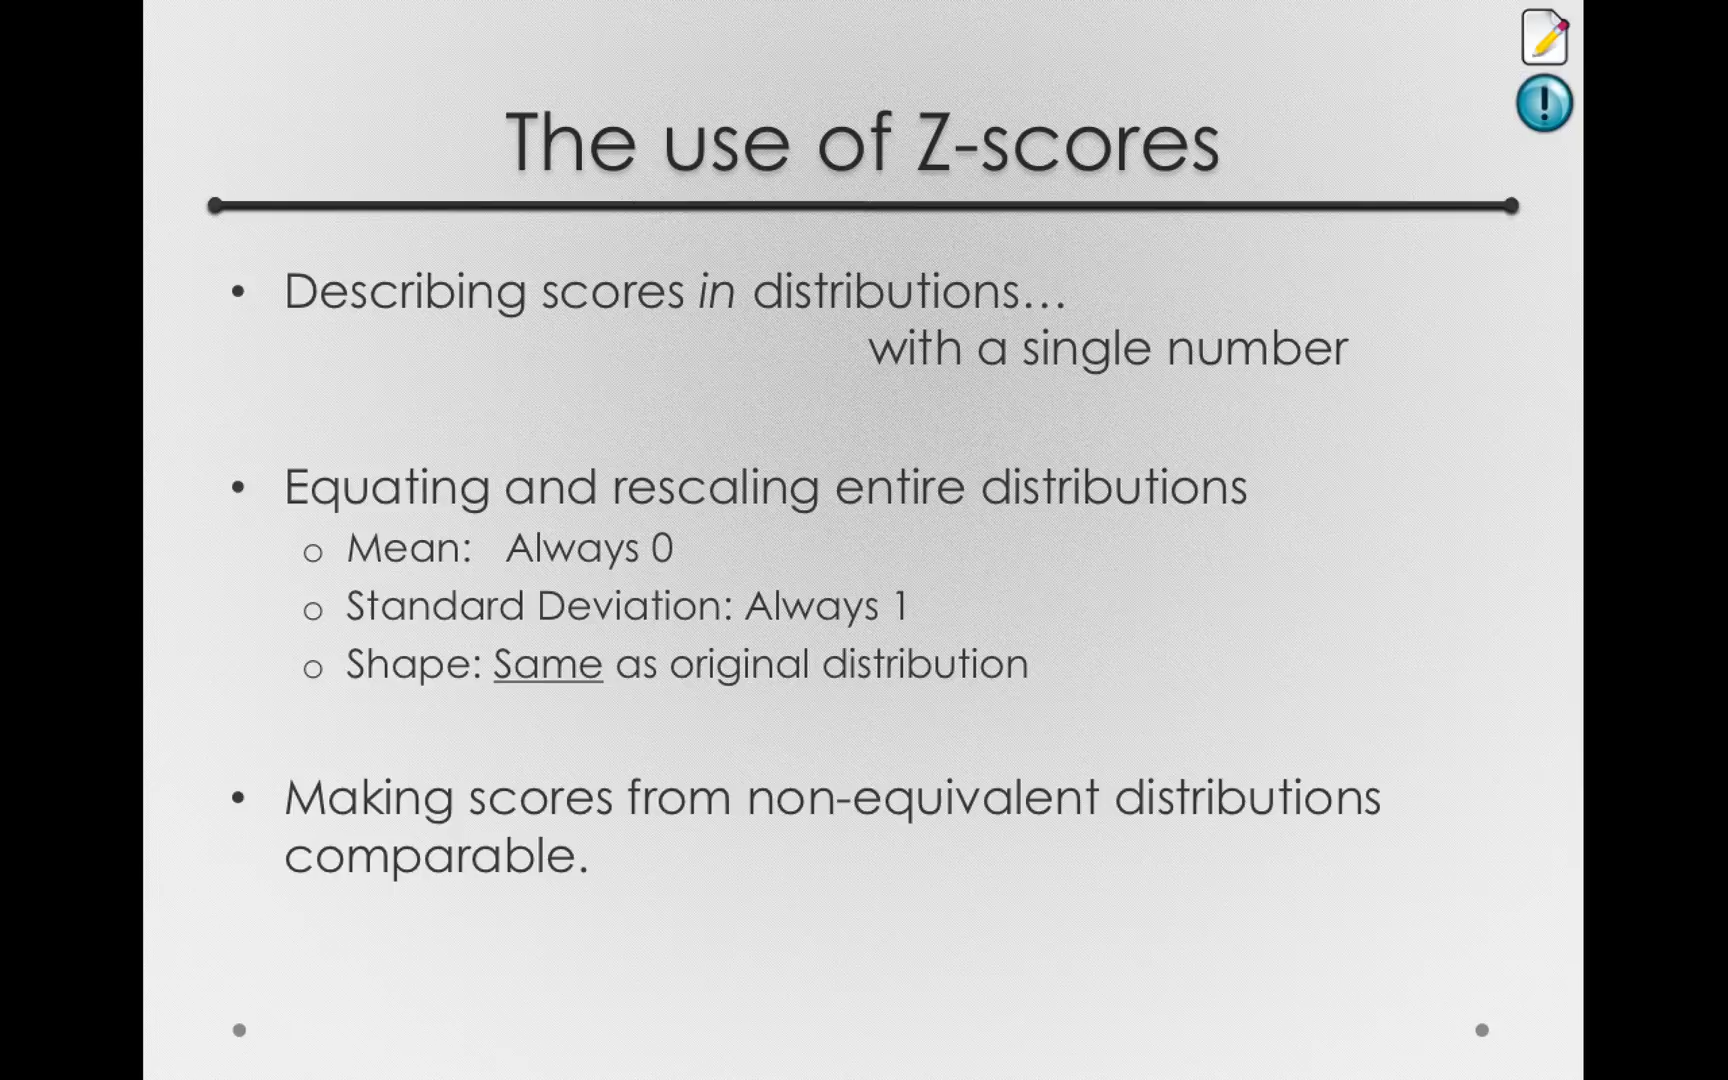 The use of Z-scores
• Describing scores in distributions…
with a single number
• Equating and rescaling entire distributions
o Mean: Always 0
o Standard Deviation: Always 1
o Shape: Same as original distribution
• Making scores from non-equivalent distributions
comparable.